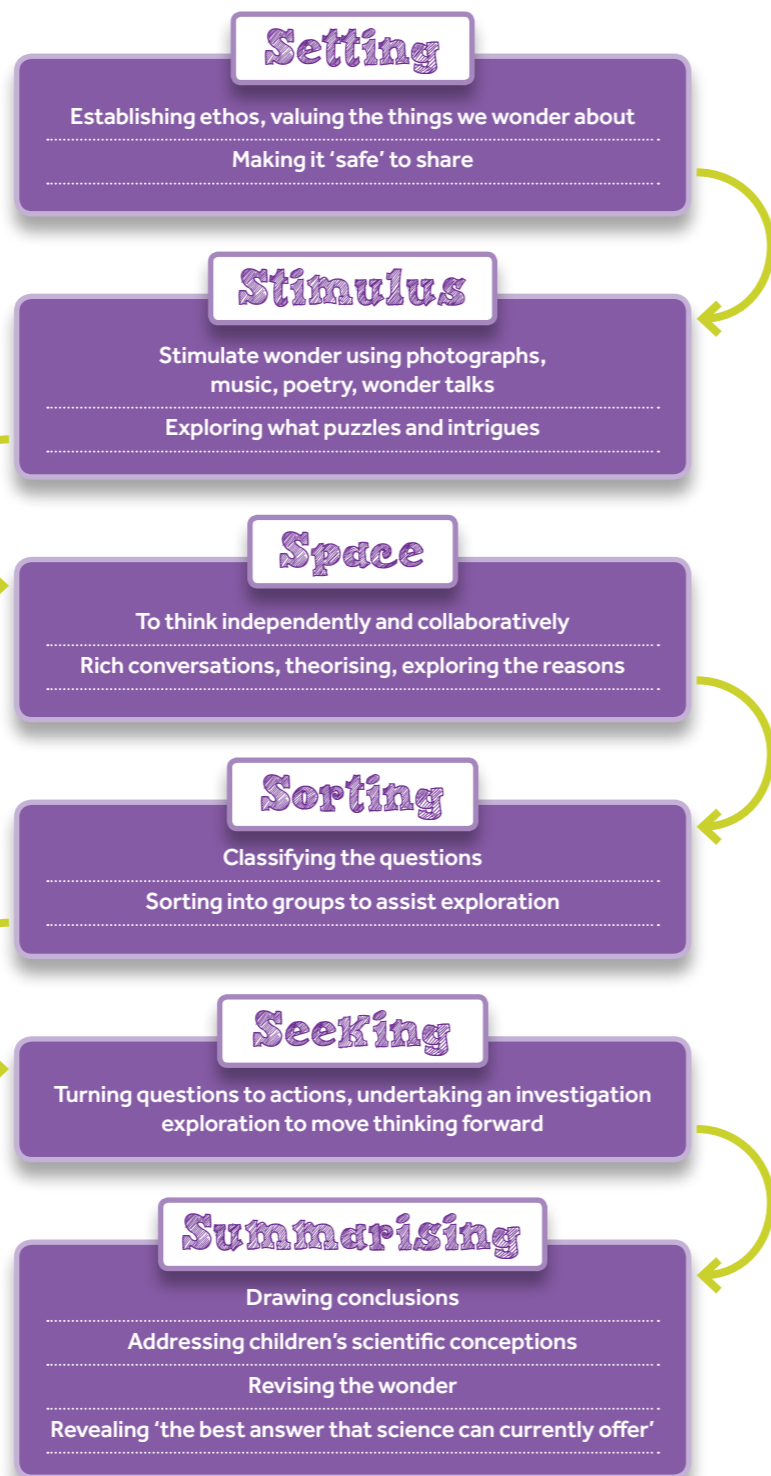 Setting
Establishing ethos, valuing the things we wonder about
Making it ‘safe’ to share
Stimulus
Stimulate wonder using photographs,
music, poetry, wonder talks
Exploring what puzzles and intrigues
Space
To think independently and collaboratively
Rich conversations, theorising, exploring the reasons
Sorting
Classifying the questions
Sorting into groups to assist exploration
Seeking
Turning questions to actions, undertaking an investigation
exploration to move thinking forward
Summarising
Drawing conclusions
Addressing children’s scientific conceptions
Revising the wonder
Revealing ‘the best answer that science can currently offer’